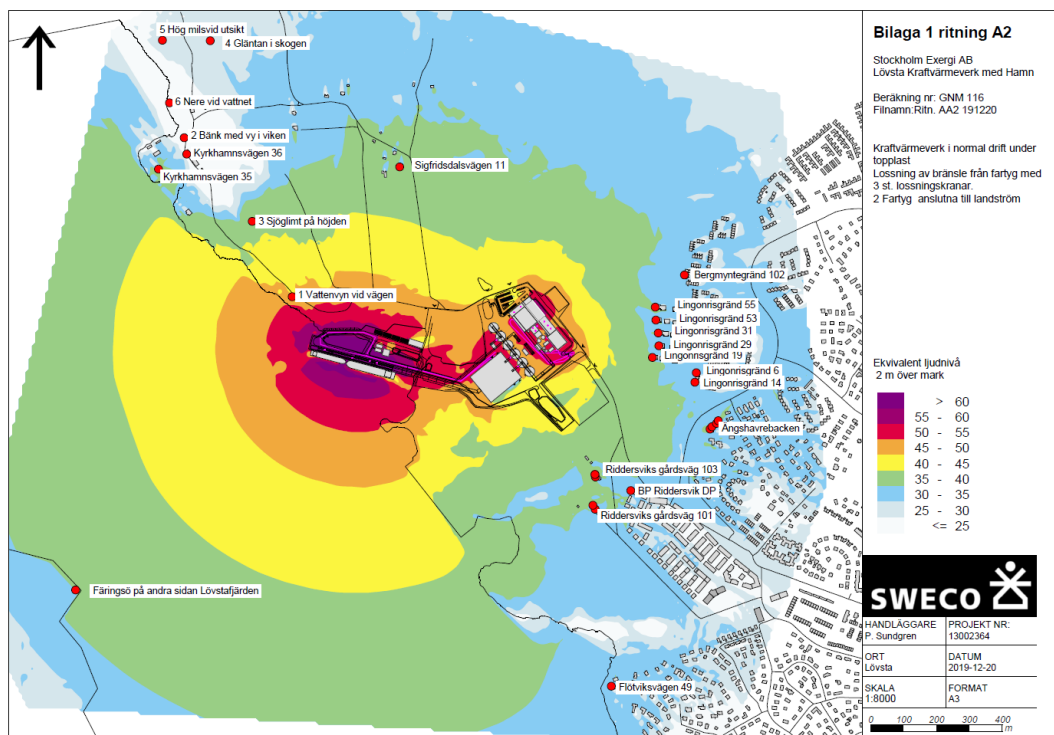 5 Hög milsvid utsikt
4 Gläntan i skogen
6 Nere vid vattnet
2 Bänk med vy i viken
Kyrkhamnsvägen 36
Kyrkhamnsvägen 35
Sigfridsdalsvägen 11
3 Sjöglimt på höjden
1 Vattenvyn vid vägen
Bergmyntegränd 102
Lingonrisgränd 55
Lingonrisgränd 53
Lingonrisgränd 31
Lingonrisgränd 29
Lingonrisgränd 19
Lingonrisgränd 6
Lingonrisgränd 14
Ängshavrebacken
Riddersviks gårdsväg 103
BP Riddersvik DP
Riddersviks gårdsväg 101
Färingsö på andra sidan Lövstafjärden
Flötviksvägen 49
Bilaga 1 ritning A2
Stockholm Exergi AB
Lövsta Kraftvärmeverk med Hamn
Beräkning nr: GNM 116
Filnamn:Ritn. AA2 191220
Kraftvärmeverk i normal drift under
topplast
Lossning av bränsle från fartyg med
3 st. lossningskranar.
2 Fartyg anslutna till landström
Ekvivalent ljudnivå
2 m över mark
> 60
55 - 60
50 - 55
45 - 50
40 - 45
35 - 40
30 - 35
25 - 30
<= 25
SWECO
HANDLÄGGARE
P. Sundgren
PROJEKT NR:
13002364
ORT
Lövsta
DATUM
2019-12-20
SKALA
1:8000
FORMAT
A3
0 100 200 300 400
m